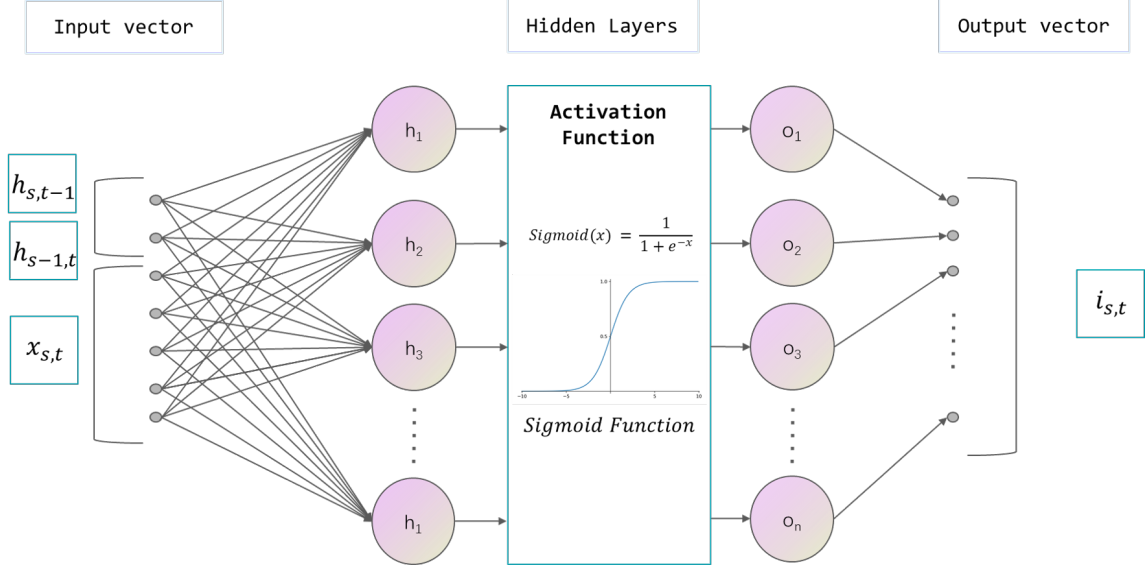 Input vector
Hidden Layers
Output vector
h_{s,t−1}
h_{s−1,t}
x_{s,t}
h₁
h₂
h₃
h₁
Activation
Function
Sigmoid(x) = 1 / (1 + e^{−x})
1.0
0.5
−10
−5
0
5
10
Sigmoid Function
o₁
o₂
o₃
oₙ
i_{s,t}